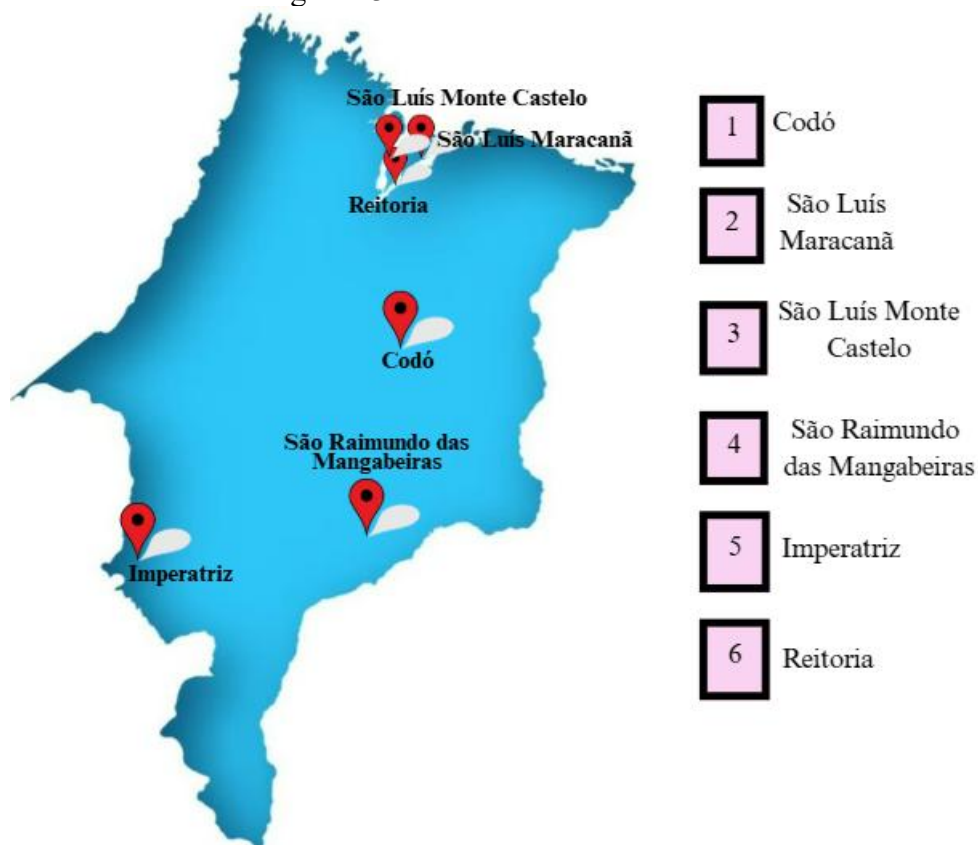 São Luís Monte Castelo
São Luís Maracanã
Reitoria
Codó
São Raimundo das
Mangabeiras
Imperatriz
1
Codó
2
São Luís
Maracanã
3
São Luís Monte
Castelo
4
São Raimundo
das Mangabeiras
5
Imperatriz
6
Reitoria